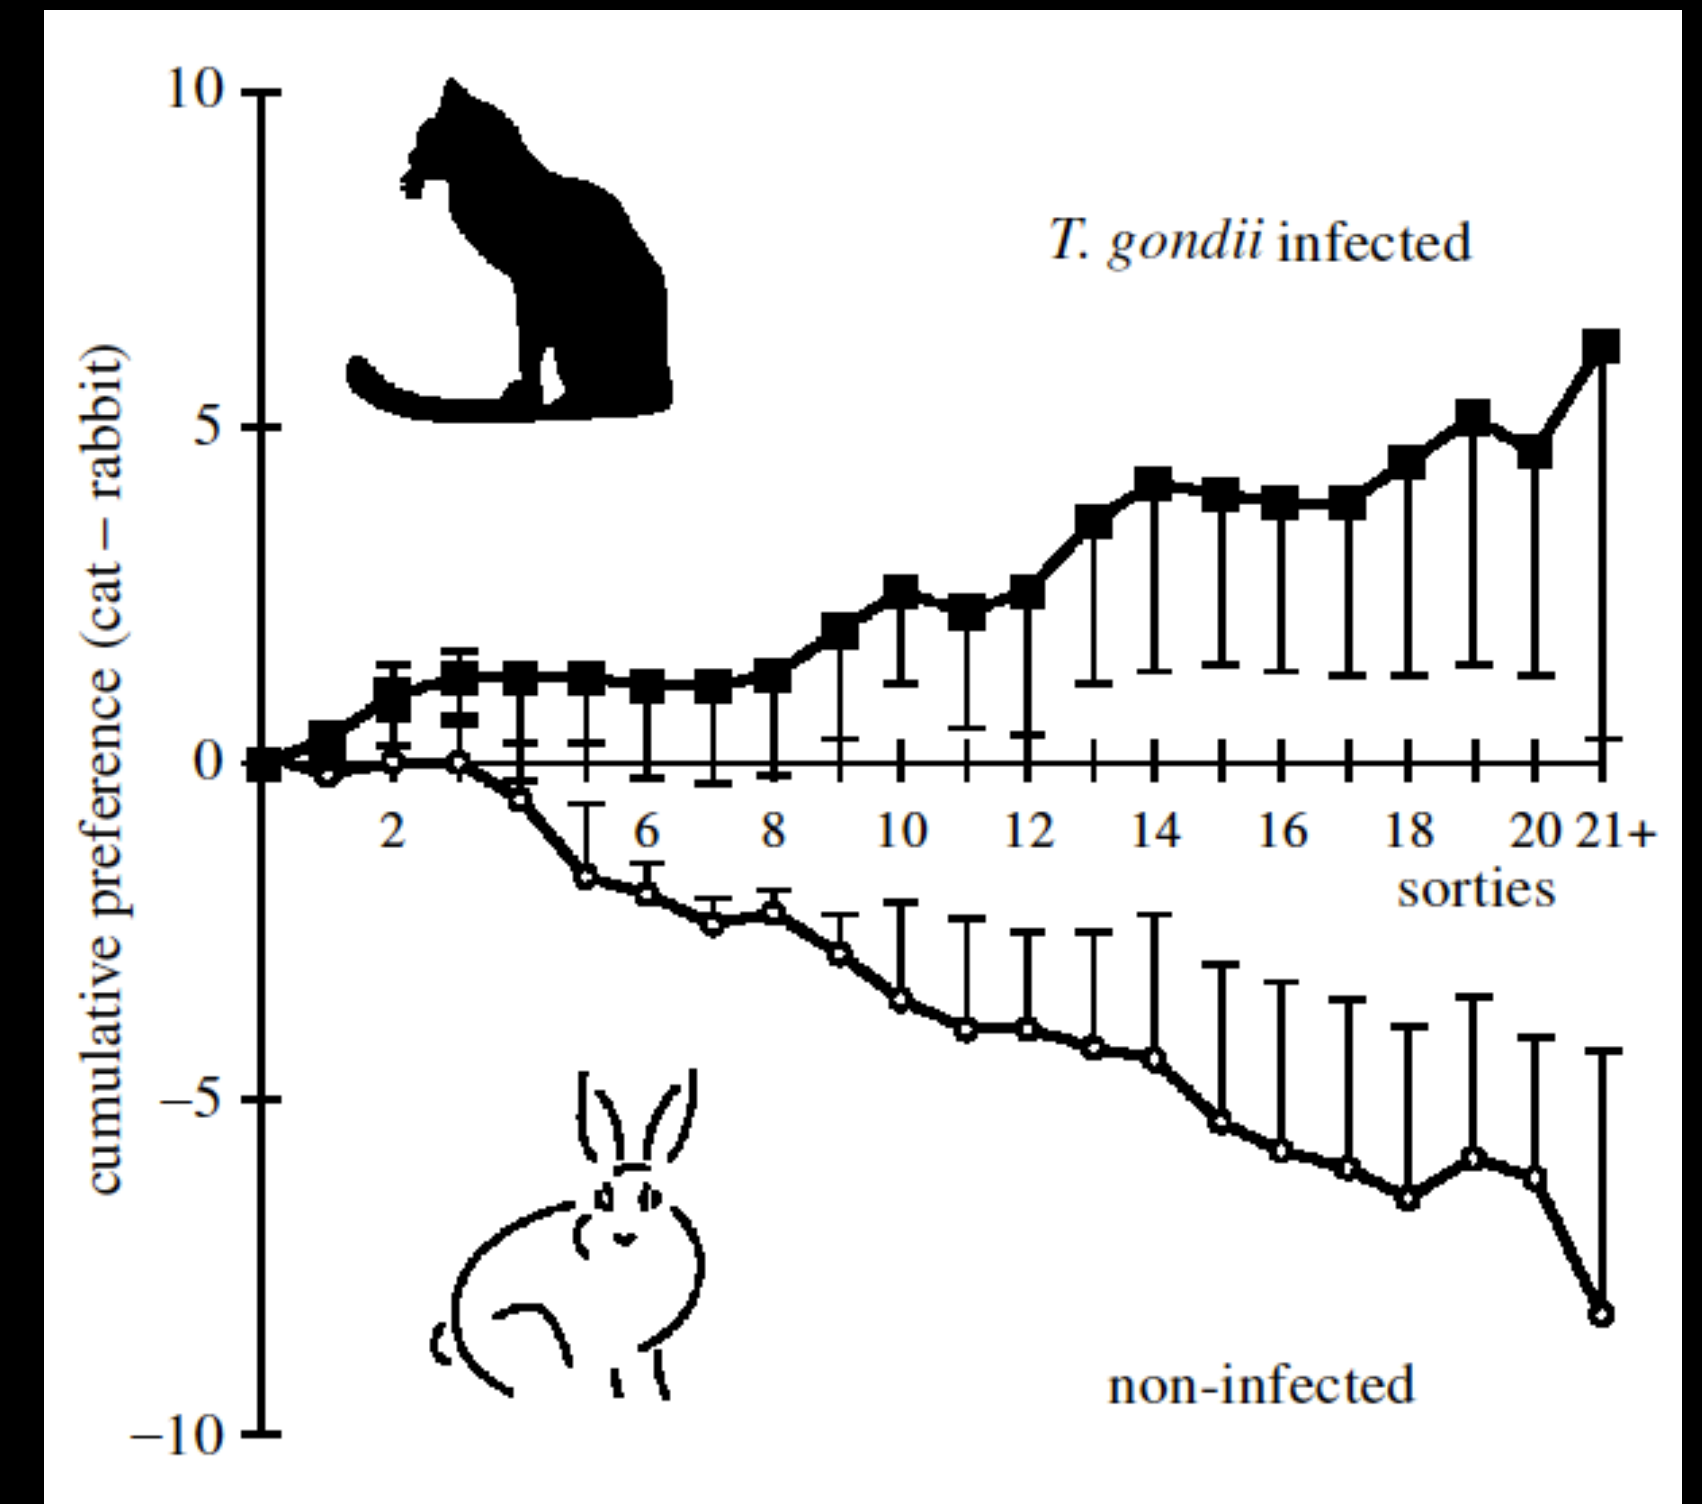 10
T. gondii infected
5
cumulative preference (cat – rabbit)
0
2 6 8 10 12 14 16 18 20 21+
sorties
–5
non-infected
–10